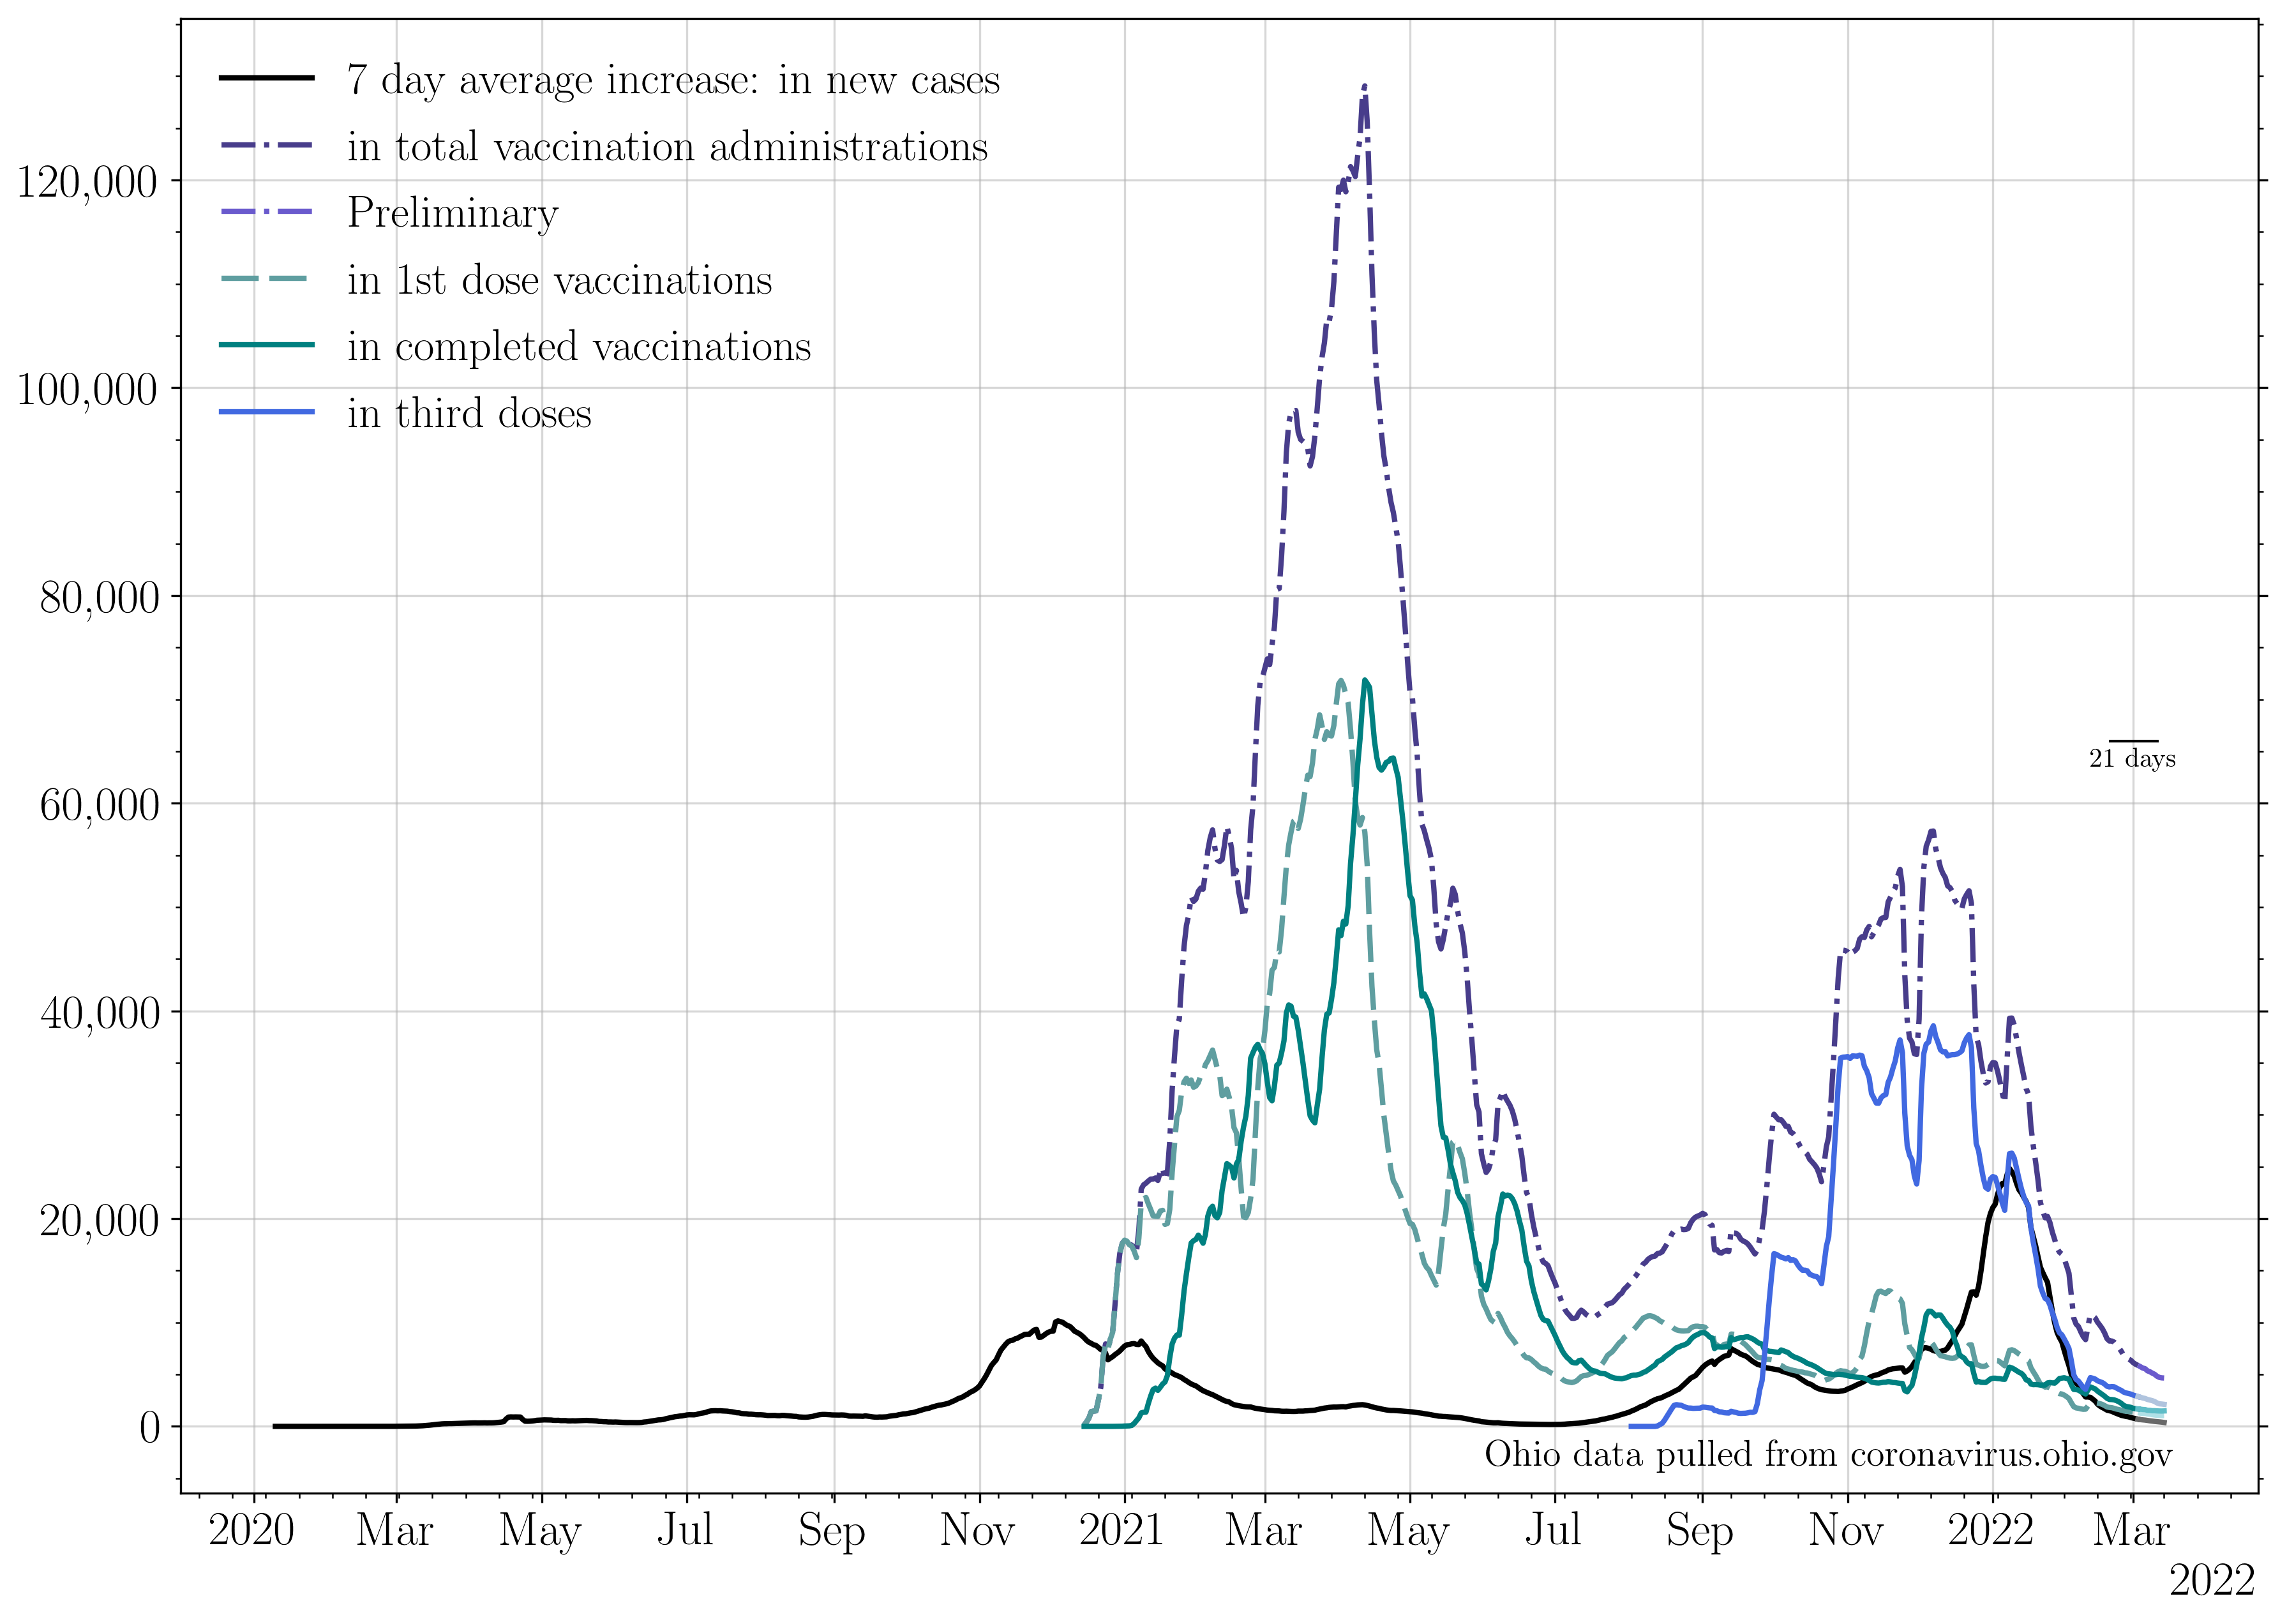 7 day average increase: in new cases
in total vaccination administrations
Preliminary
in 1st dose vaccinations
in completed vaccinations
in third doses
120,000
100,000
80,000
60,000
40,000
20,000
0
21 days
Ohio data pulled from coronavirus.ohio.gov
2020 Mar May Jul Sep Nov 2021 Mar May Jul Sep Nov 2022 Mar
2022